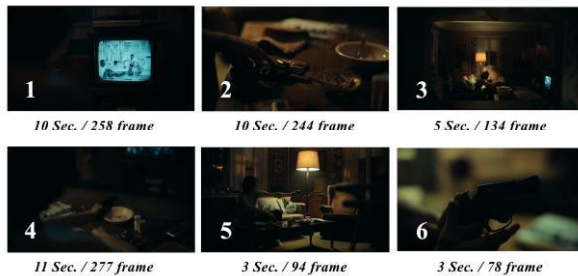 1
2
3
10 Sec. / 258 frame
10 Sec. / 244 frame
5 Sec. / 134 frame
4
5
6
11 Sec. / 277 frame
3 Sec. / 94 frame
3 Sec. / 78 frame